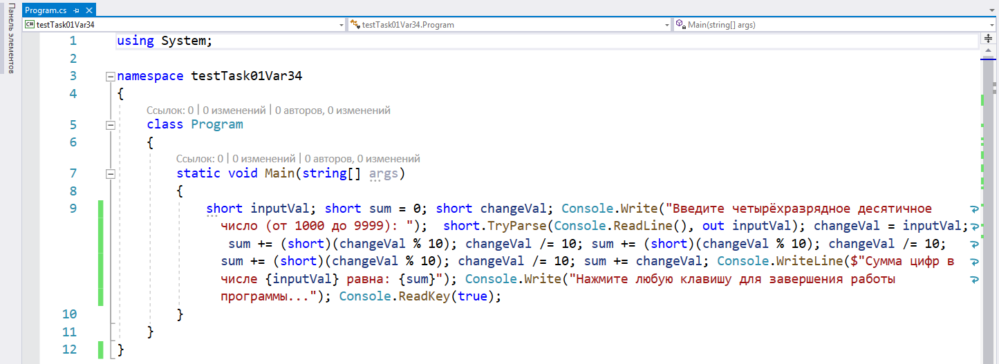 Панель элементов
Program.cs
C# testTask01Var34
testTask01Var34.Program
Main(string[] args)
1 using System;
2
3 namespace testTask01Var34
4 {
Ссылок: 0 | 0 изменений | 0 авторов, 0 изменений
5 class Program
6 {
Ссылок: 0 | 0 изменений | 0 авторов, 0 изменений
7 static void Main(string[] args)
8 {
9 short inputVal; short sum = 0; short changeVal; Console.Write("Введите четырёхразрядное десятичное
число (от 1000 до 9999): ");  short.TryParse(Console.ReadLine(), out inputVal); changeVal = inputVal;
sum += (short)(changeVal % 10); changeVal /= 10; sum += (short)(changeVal % 10); changeVal /= 10;
sum += (short)(changeVal % 10); changeVal /= 10; sum += changeVal; Console.WriteLine($"Сумма цифр в
числе {inputVal} равна: {sum}"); Console.Write("Нажмите любую клавишу для завершения работы
программы..."); Console.ReadKey(true);
10 }
11 }
12 }